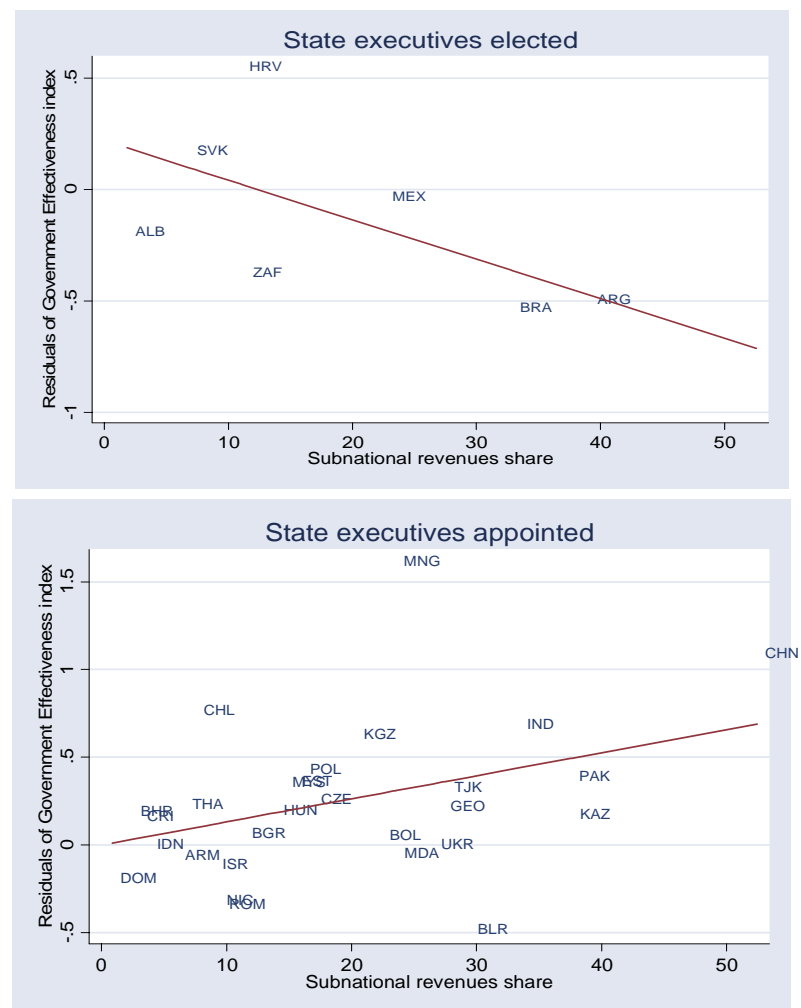 State executives elected
Residuals of Government Effectiveness index
.5
0
-.5
-1
HRV
SVK
MEX
ALB
ZAF
BRA
ARG
0 10 20 30 40 50
Subnational revenues share
State executives appointed
Residuals of Government Effectiveness index
1.5
1
.5
0
-.5
MNG
CHN
CHL
IND
KGZ
POL
MYS EST
PAK
TJK
CZE
THA
GEO
BHR
CRI
HUN
KAZ
BGR
BOL
IDN
UKR
ARM
MDA
ISR
DOM
NIC
ROM
BLR
0 10 20 30 40 50
Subnational revenues share